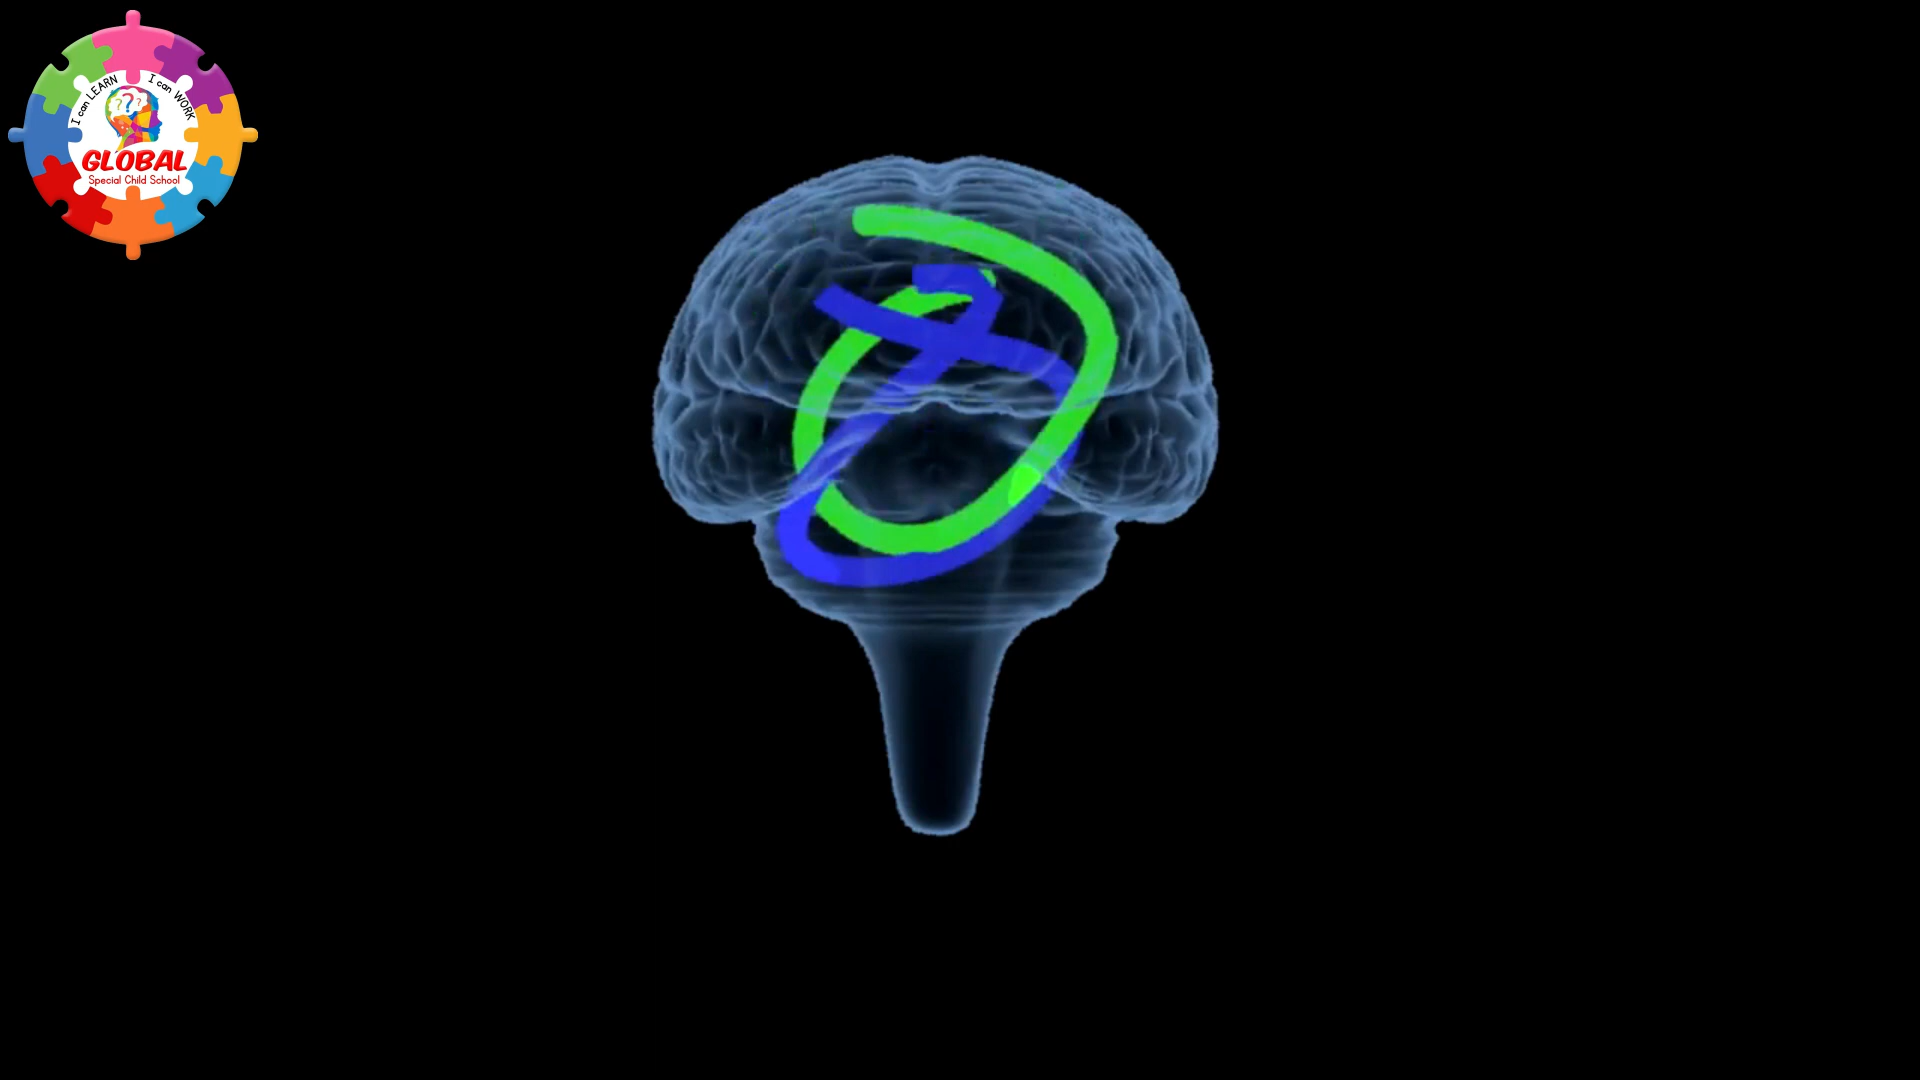 I can LEARN I can WORK
? ? ?
GLOBAL
Special Child School